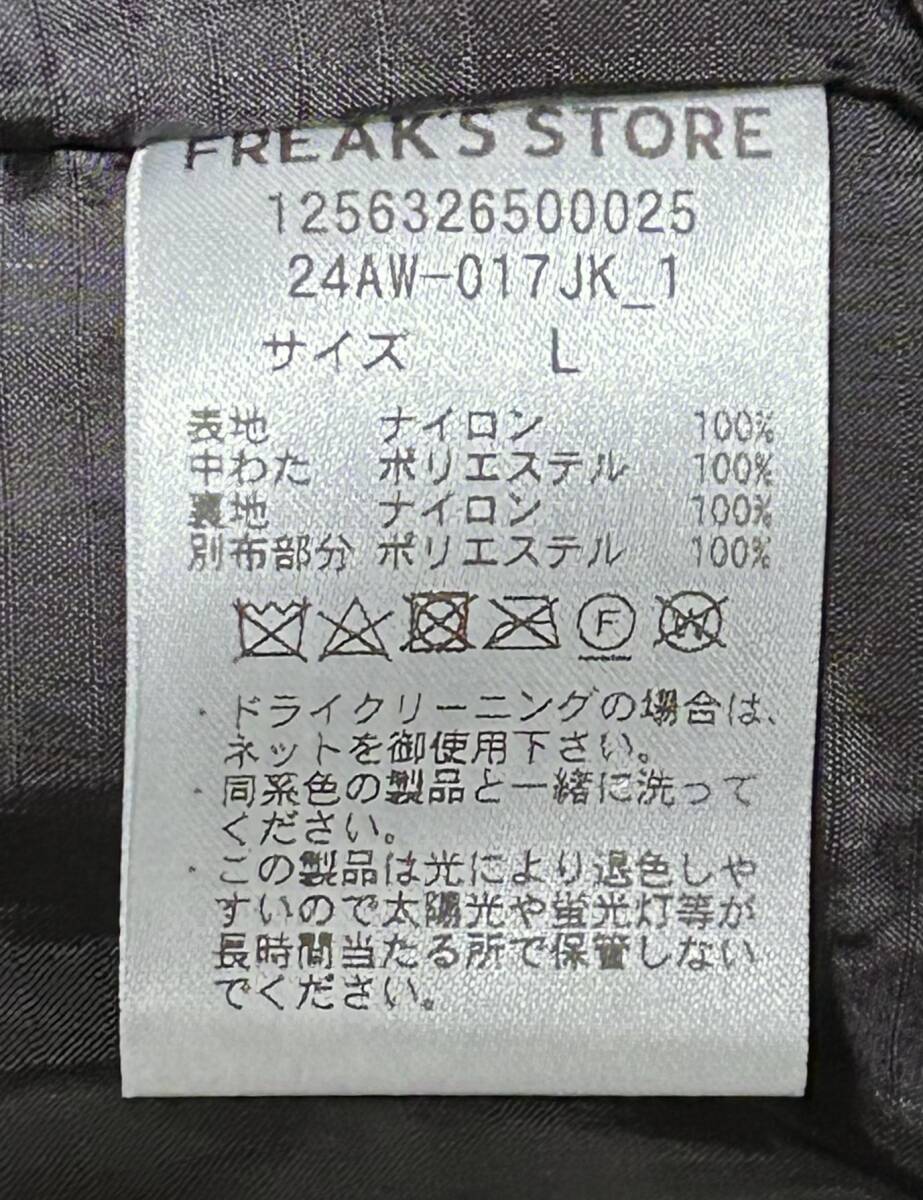 FREAK'S STORE
1256326500025
24AW-017JK_1
サイズ L
表地 ナイロン 100%
中わた ポリエステル 100%
裏地 ナイロン 100%
別布部分 ポリエステル 100%
F W
・ドライクリーニングの場合は、
ネットを御使用下さい。
・同系色の製品と一緒に洗って
ください。
・この製品は光により退色しや
すいので太陽光や蛍光灯等が
長時間当たる所で保管しない
でください。